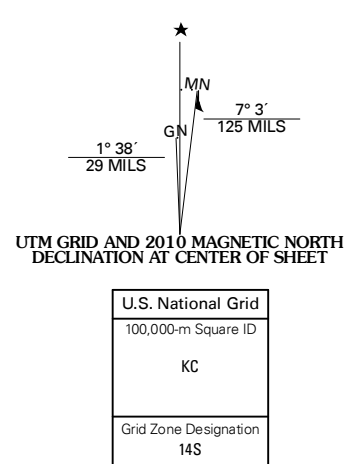 MN
GN
7° 3´
125 MILS
1° 38´
29 MILS
UTM GRID AND 2010 MAGNETIC NORTH
DECLINATION AT CENTER OF SHEET
U.S. National Grid
100,000-m Square ID
KC
Grid Zone Designation
14S